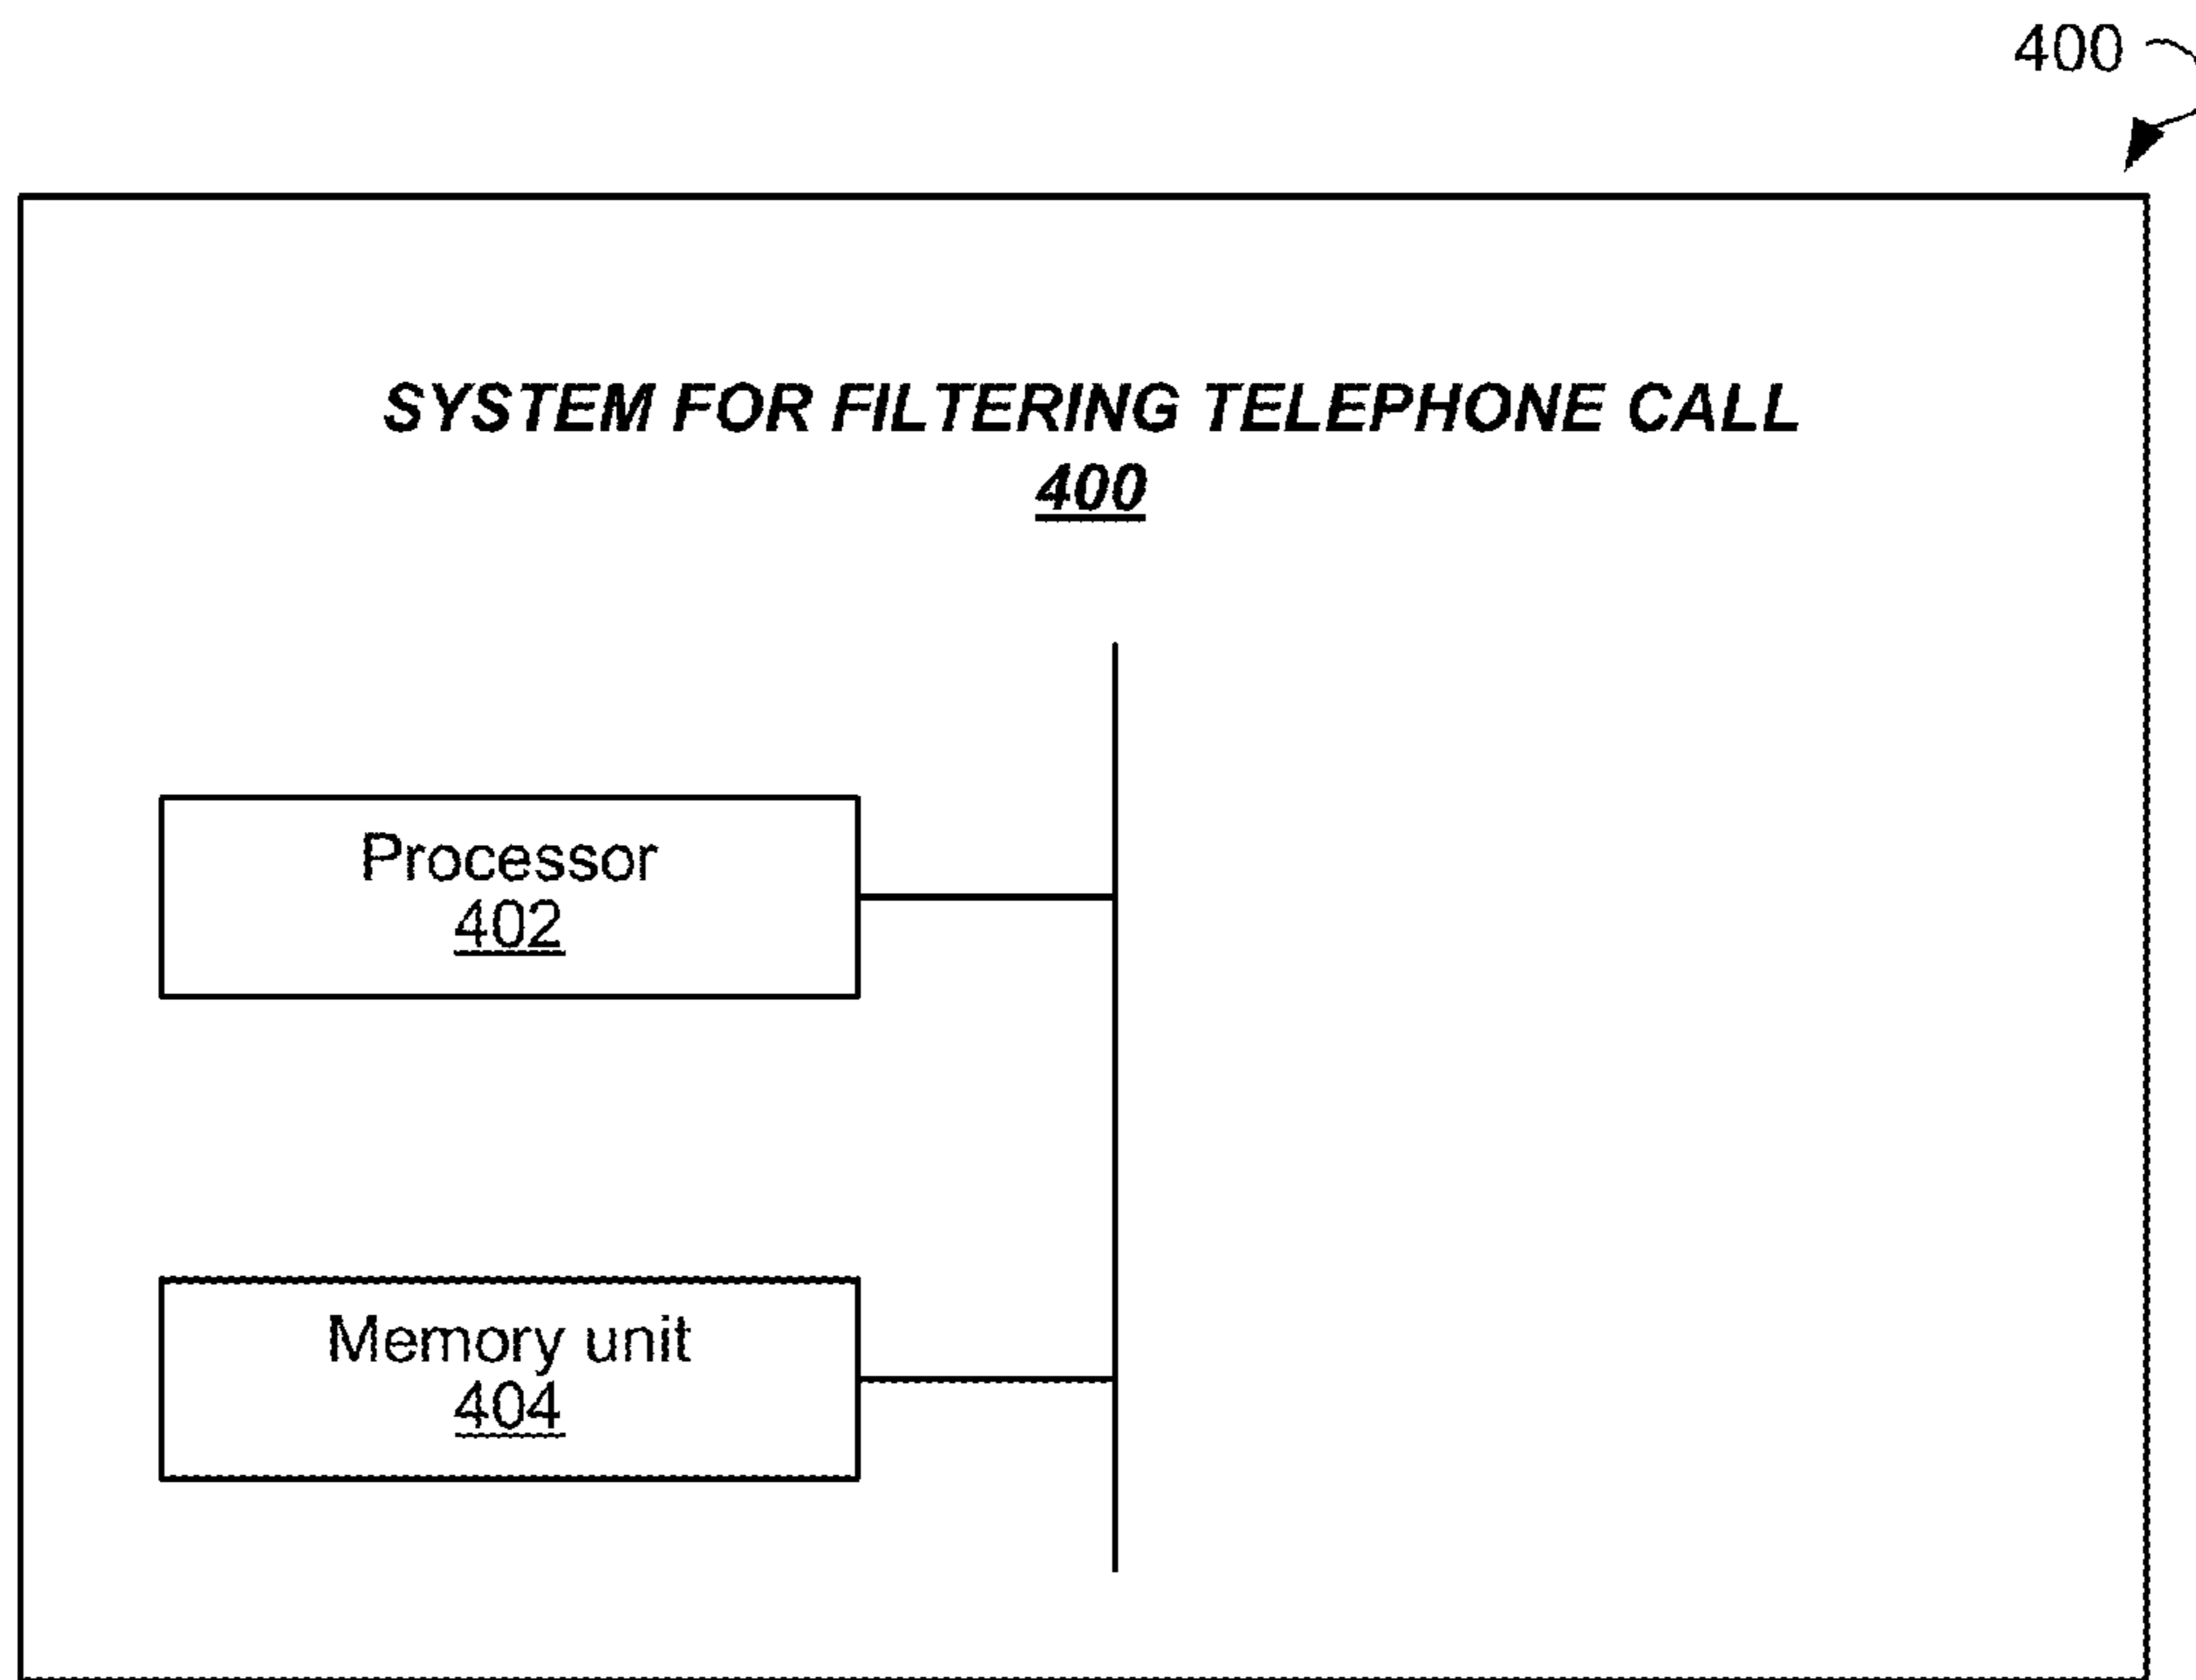 400
SYSTEM FOR FILTERING TELEPHONE CALL
400
Processor
402
Memory unit
404